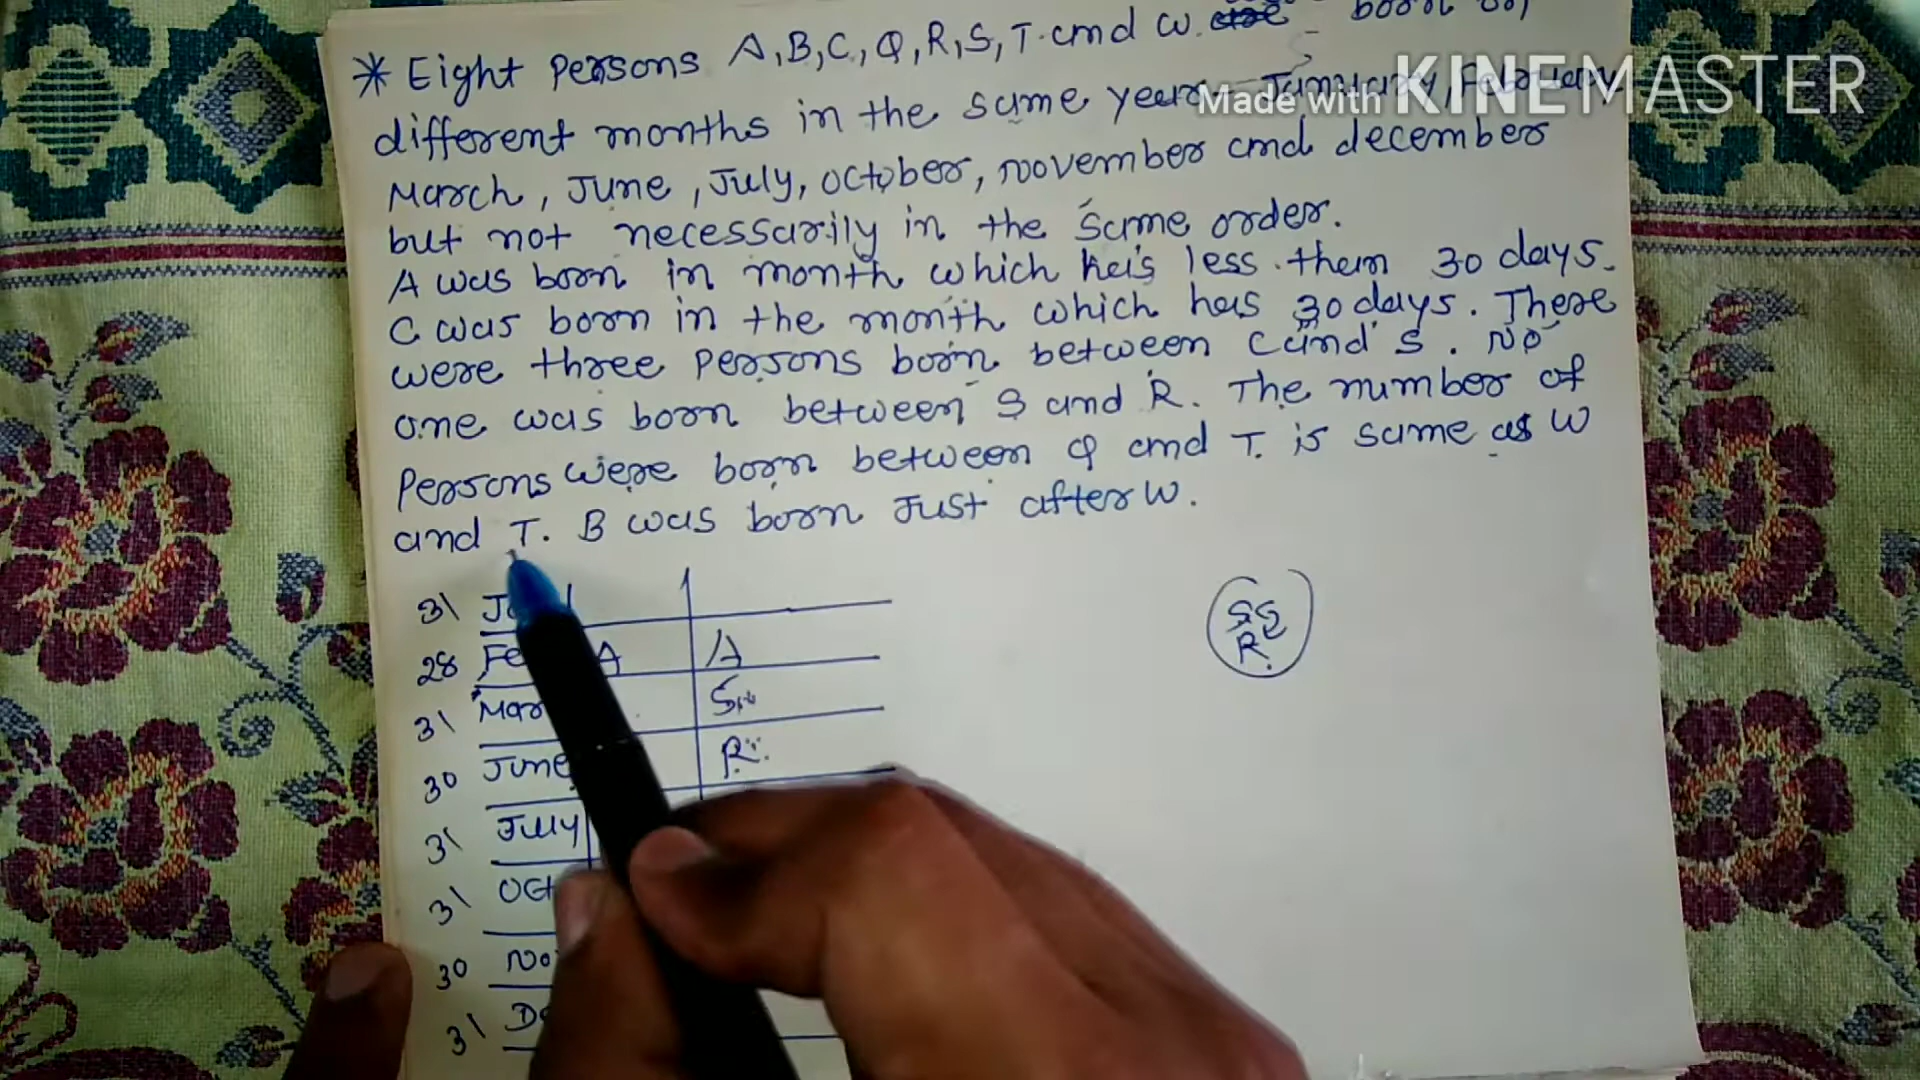 * Eight Persons A, B, C, Q, R, S, T and W. born
different months in the same year - January, February
Made with KINEMASTER
March, June, July, October, november and december
but not necessarily in the same order.
A was born in month which has less than 30 days.
C was born in the month which has 30 days. There
were three persons born between C and S. No
one was born between S and R. The number of
Persons were born between Q and T. is same as W
and T. B was born Just after W.
31
28 A A
31 Mar S
30 June R
31 July
31 Oct
30
31
S S
R